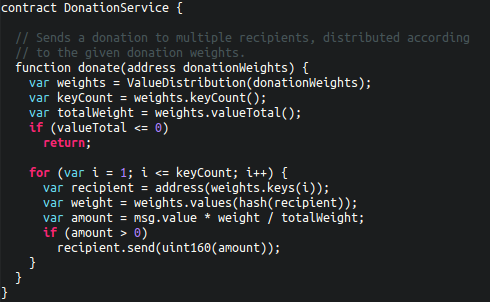 contract DonationService {
  // Sends a donation to multiple recipients, distributed according
  // to the given donation weights.
  function donate(address donationWeights) {
    var weights = ValueDistribution(donationWeights);
    var keyCount = weights.keyCount();
    var totalWeight = weights.valueTotal();
    if (valueTotal <= 0)
      return;
    for (var i = 1; i <= keyCount; i++) {
      var recipient = address(weights.keys(i));
      var weight = weights.values(hash(recipient));
      var amount = msg.value * weight / totalWeight;
      if (amount > 0)
        recipient.send(uint160(amount));
    }
  }
}